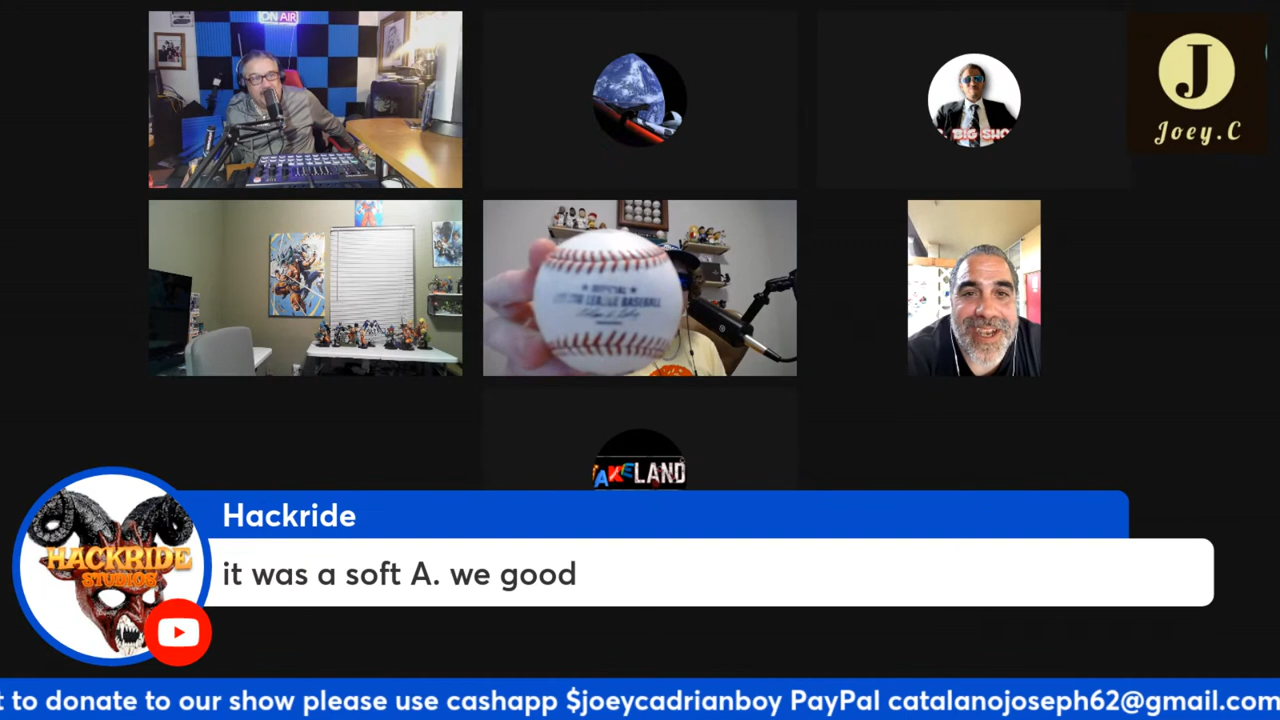 ON AIR
BIG SHO
J
Joey.C
OFFICIAL
LEAGUE BASEBALL
AKELAND
HACKRIDE
STUDIOS
Hackride
it was a soft A. we good
t to donate to our show please use cashapp $joeycadrianboy PayPal catalanojoseph62@gmail.com